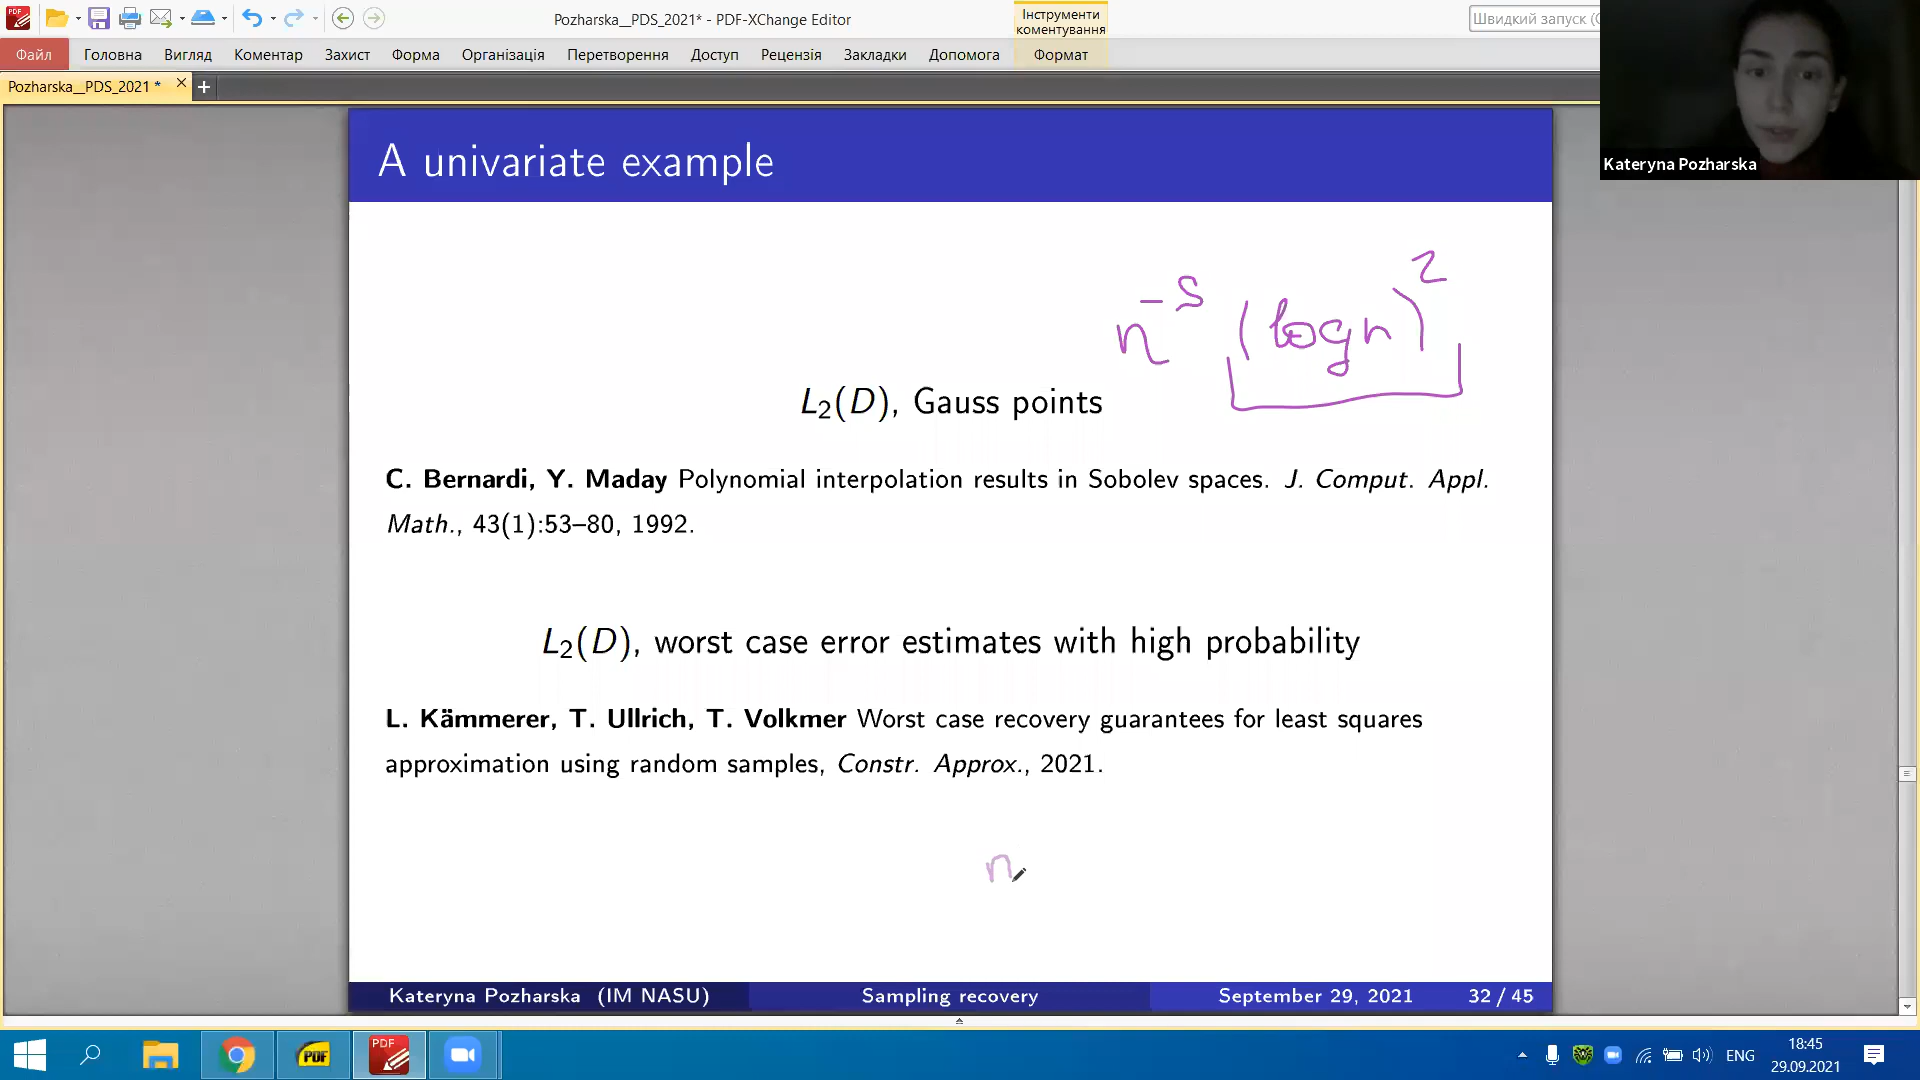 Pozharska__PDS_2021* - PDF-XChange Editor
Інструменти коментування
Швидкий запуск (
Файл Головна Вигляд Коментар Захист Форма Організація Перетворення Доступ Рецензія Закладки Допомога Формат
Pozharska__PDS_2021 *
Kateryna Pozharska
A univariate example
n^{-s} (log n)^2
L₂(D), Gauss points
C. Bernardi, Y. Maday Polynomial interpolation results in Sobolev spaces. J. Comput. Appl.
Math., 43(1):53–80, 1992.
L₂(D), worst case error estimates with high probability
L. Kämmerer, T. Ullrich, T. Volkmer Worst case recovery guarantees for least squares
approximation using random samples, Constr. Approx., 2021.
n
Kateryna Pozharska (IM NASU) Sampling recovery September 29, 2021 32 / 45
PDF PDF
ENG
18:45
29.09.2021